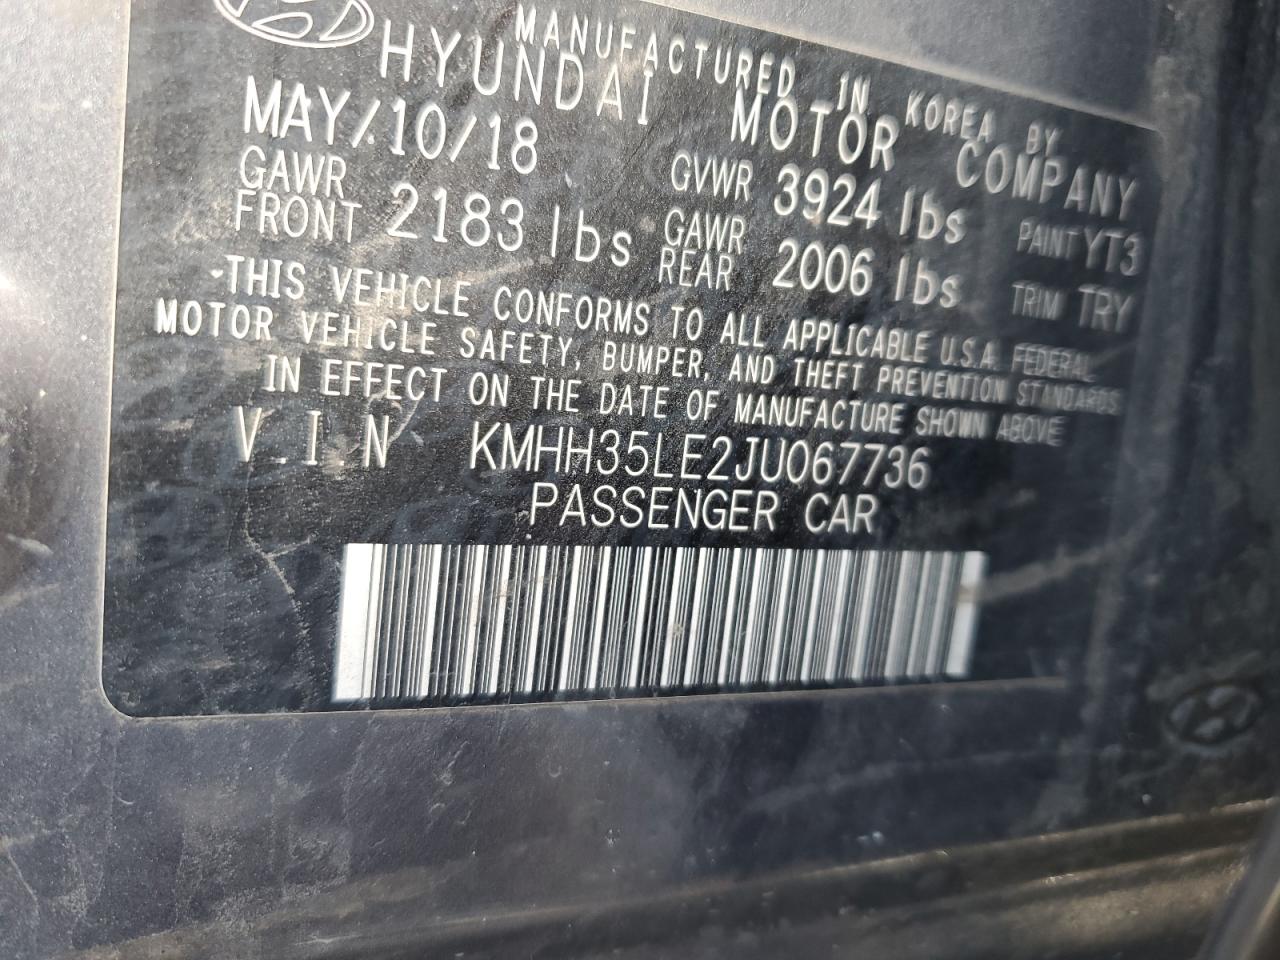 MANUFACTURED IN KOREA BY
HYUNDAI MOTOR COMPANY
MAY/10/18 GVWR 3924 lbs
GAWR FRONT 2183 lbs GAWR REAR 2006 lbs PAINT YT3
TRIM TRY
THIS VEHICLE CONFORMS TO ALL APPLICABLE U.S.A. FEDERAL
MOTOR VEHICLE SAFETY, BUMPER, AND THEFT PREVENTION STANDARDS
IN EFFECT ON THE DATE OF MANUFACTURE SHOWN ABOVE
V.I.N KMHH35LE2JU067736
PASSENGER CAR